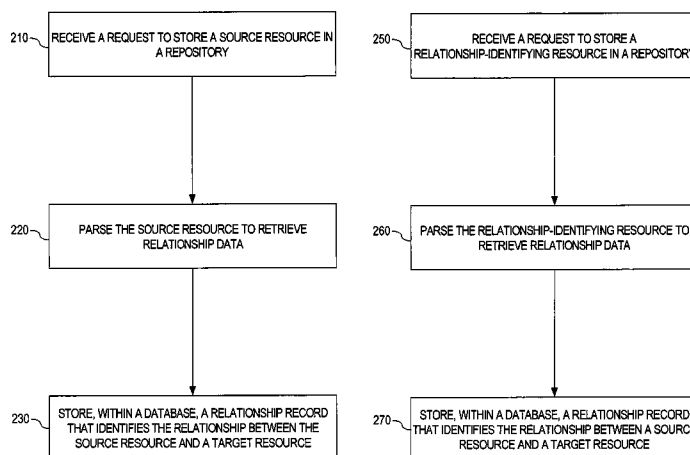 210
RECEIVE A REQUEST TO STORE A SOURCE RESOURCE IN
A REPOSITORY
220
PARSE THE SOURCE RESOURCE TO RETRIEVE
RELATIONSHIP DATA
230
STORE, WITHIN A DATABASE, A RELATIONSHIP RECORD
THAT IDENTIFIES THE RELATIONSHIP BETWEEN THE
SOURCE RESOURCE AND A TARGET RESOURCE
250
RECEIVE A REQUEST TO STORE A
RELATIONSHIP-IDENTIFYING RESOURCE IN A REPOSITORY
260
PARSE THE RELATIONSHIP-IDENTIFYING RESOURCE TO
RETRIEVE RELATIONSHIP DATA
270
STORE, WITHIN A DATABASE, A RELATIONSHIP RECORD
THAT IDENTIFIES THE RELATIONSHIP BETWEEN A SOURC
RESOURCE AND A TARGET RESOURCE